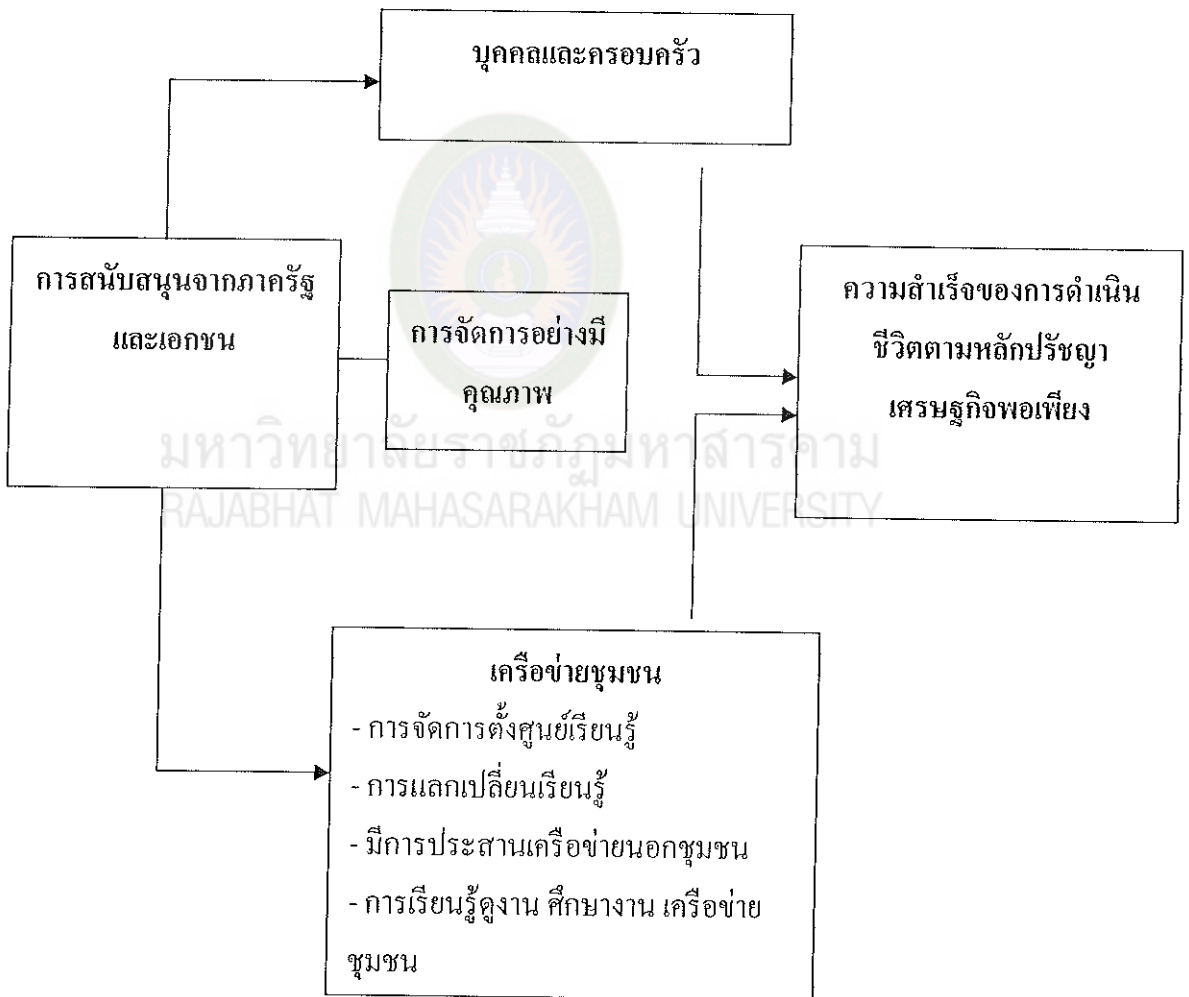 บุคคลและครอบครัว
การสนับสนุนจากภาครัฐ
และเอกชน
การจัดการอย่างมี
คุณภาพ
ความสำเร็จของการดำเนิน
ชีวิตตามหลักปรัชญา
เศรษฐกิจพอเพียง
มหาวิทยาลัยราชภัฏมหาสารคาม
RAJABHAT MAHASARAKHAM UNIVERSITY
เครือข่ายชุมชน
- การจัดการตั้งศูนย์เรียนรู้
- การแลกเปลี่ยนเรียนรู้
- มีการประสานเครือข่ายนอกชุมชน
- การเรียนรู้ดูงาน ศึกษางาน เครือข่าย
ชุมชน